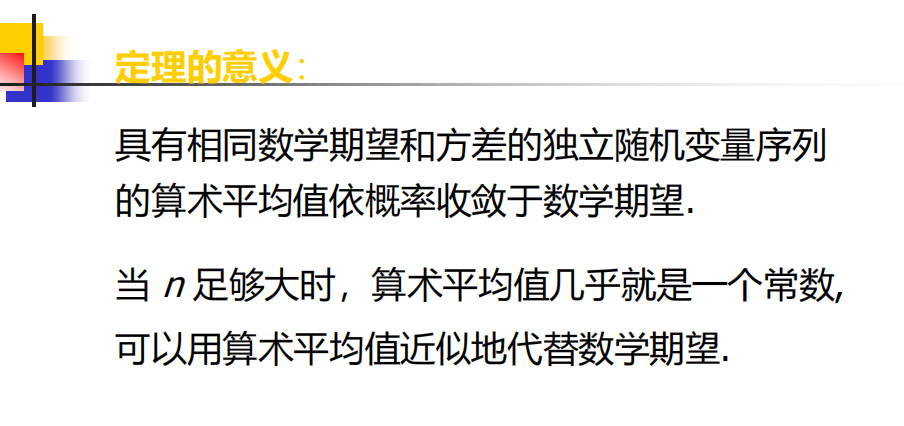 定理的意义：
具有相同数学期望和方差的独立随机变量序列
的算术平均值依概率收敛于数学期望.
当 n 足够大时，算术平均值几乎就是一个常数,
可以用算术平均值近似地代替数学期望.